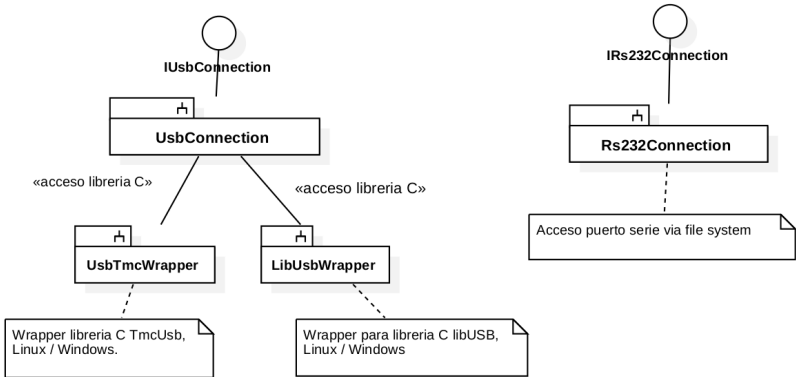 IUsbConnection
IRs232Connection
UsbConnection
Rs232Connection
«acceso libreria C»
«acceso libreria C»
Acceso puerto serie via file system
UsbTmcWrapper
LibUsbWrapper
Wrapper libreria C TmcUsb,
Linux / Windows.
Wrapper para libreria C libUSB,
Linux / Windows